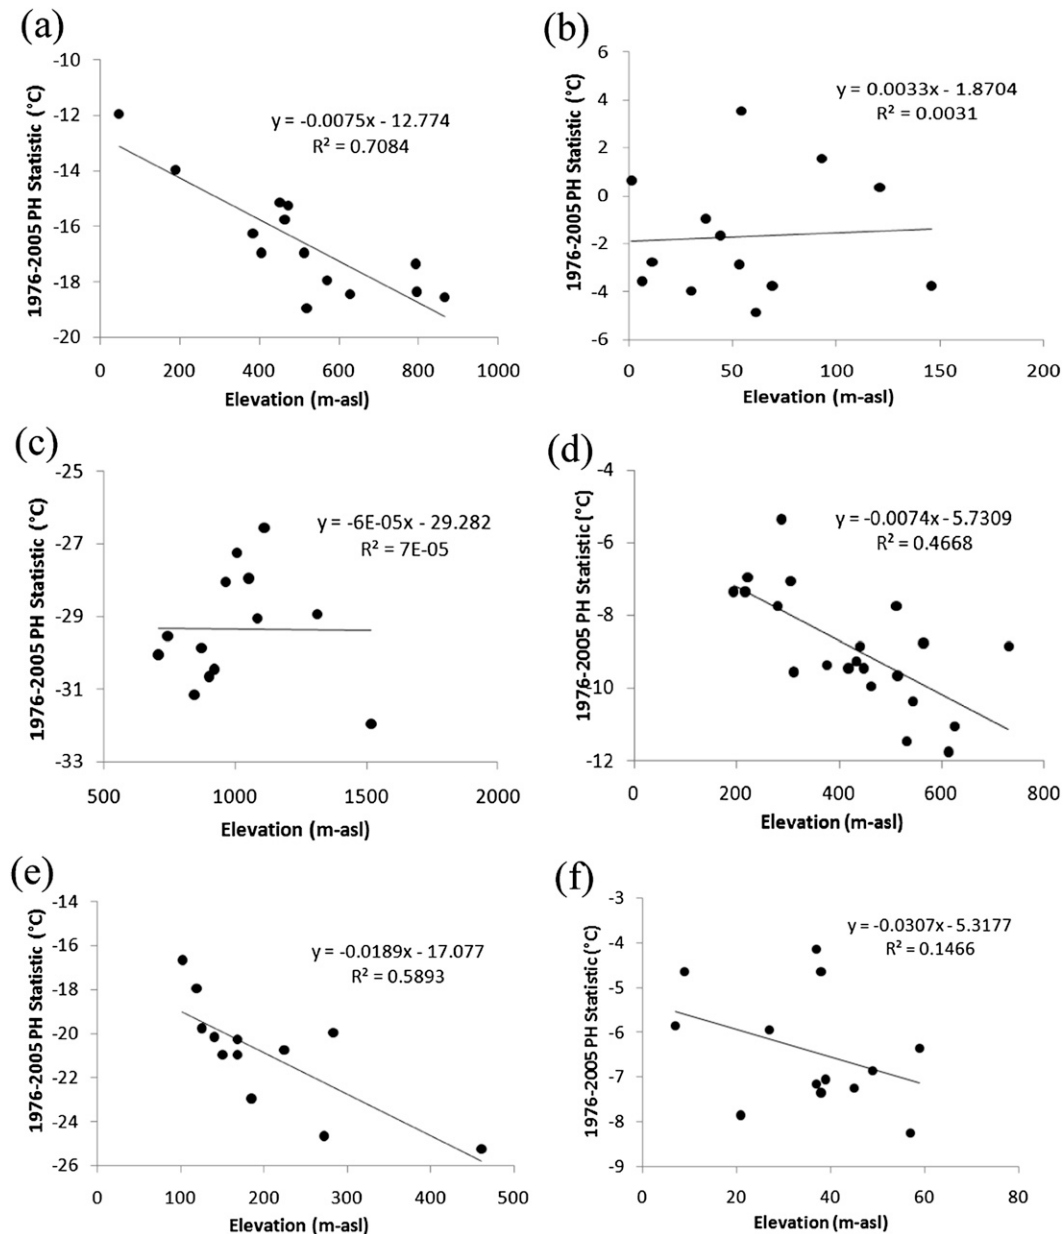 (a)
1976-2005 PH Statistic (°C)
-10
-12
-14
-16
-18
-20
y = -0.0075x - 12.774
R² = 0.7084
0 200 400 600 800 1000
Elevation (m-asl)
(b)
1976-2005 PH Statistic (°C)
6
4
2
0
-2
-4
-6
y = 0.0033x - 1.8704
R² = 0.0031
0 50 100 150 200
Elevation (m-asl)
(c)
1976-2005 PH Statistic (°C)
-25
-27
-29
-31
-33
y = -6E-05x - 29.282
R² = 7E-05
500 1000 1500 2000
Elevation (m-asl)
(d)
1976-2005 PH Statistic (°C)
-4
-6
-8
-10
-12
y = -0.0074x - 5.7309
R² = 0.4668
0 200 400 600 800
Elevation (m-asl)
(e)
1976-2005 PH Statistic (°C)
-14
-16
-18
-20
-22
-24
-26
y = -0.0189x - 17.077
R² = 0.5893
0 100 200 300 400 500
Elevation (m-asl)
(f)
1976-2005 PH Statistic (°C)
-3
-4
-5
-6
-7
-8
-9
y = -0.0307x - 5.3177
R² = 0.1466
0 20 40 60 80
Elevation (m-asl)